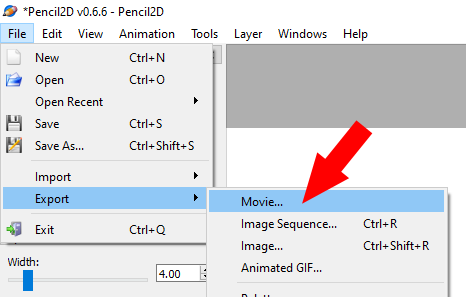 *Pencil2D v0.6.6 - Pencil2D
File Edit View Animation Tools Layer Windows Help
New Ctrl+N
Open Ctrl+O
Open Recent
Save Ctrl+S
Save As... Ctrl+Shift+S
Import
Export
Movie...
Image Sequence... Ctrl+R
Exit Ctrl+Q
Image... Ctrl+Shift+R
Animated GIF...
Width:
4.00